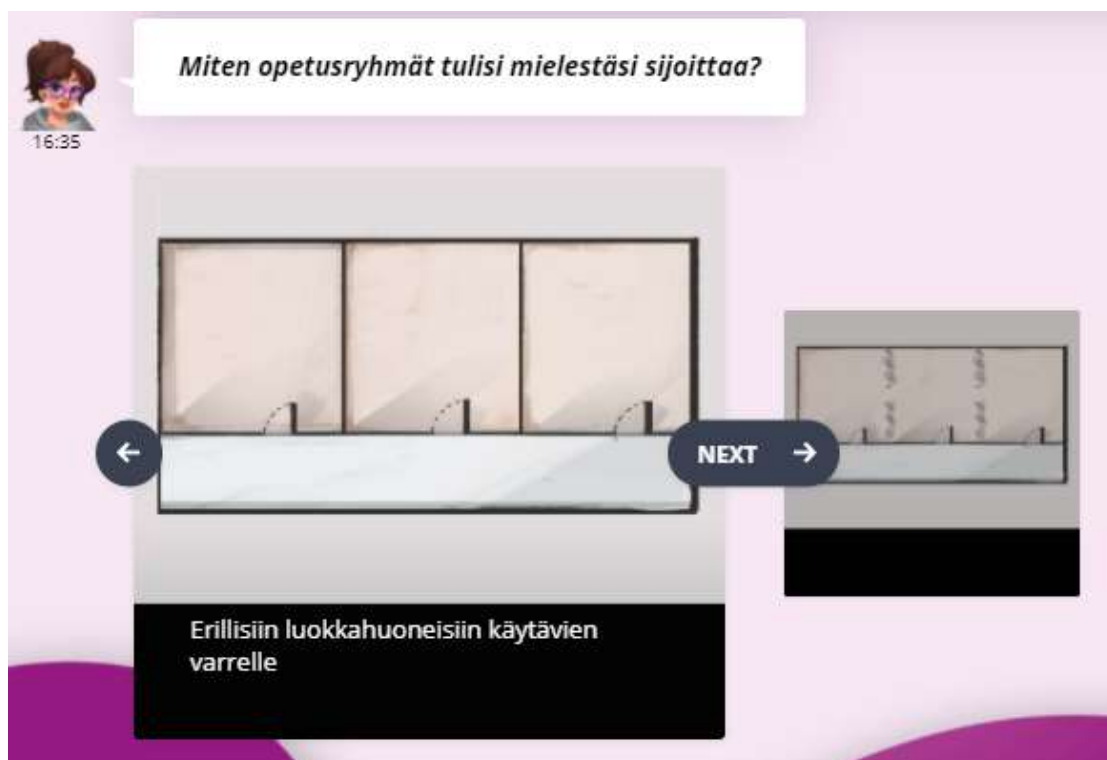 Miten opetusryhmät tulisi mielestäsi sijoittaa?
16:35
NEXT
Erillisiin luokkahuoneisiin käytävien
varrelle